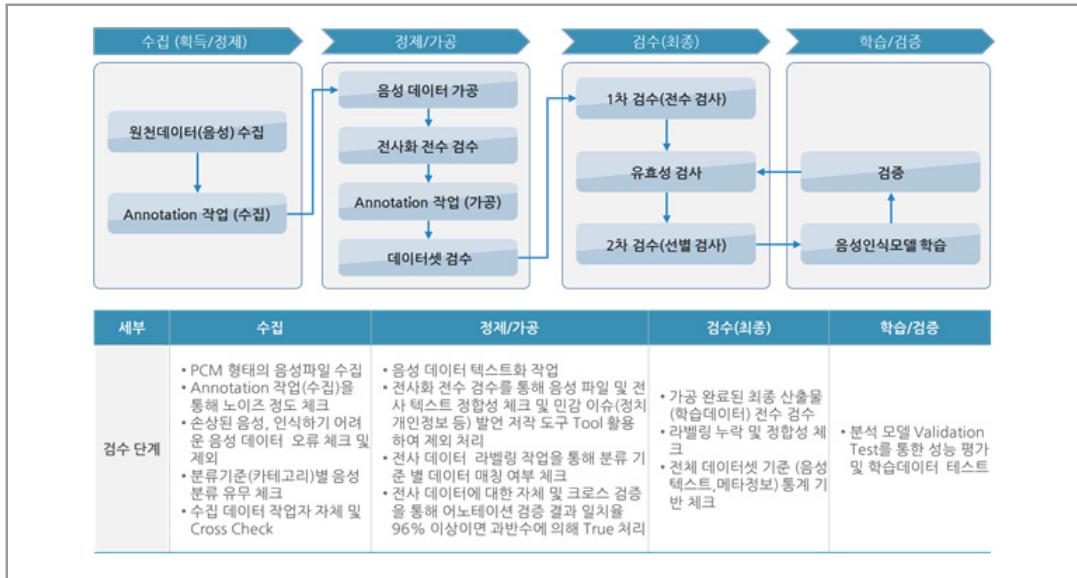 수집 (획득/정제)
정제/가공
검수(최종)
학습/검증
원천데이터(음성) 수집
Annotation 작업 (수집)
음성 데이터 가공
전사화 전수 검수
Annotation 작업 (가공)
데이터셋 검수
1차 검수(전수 검사)
유효성 검사
2차 검수(선별 검사)
검증
음성인식모델 학습
세부
수집
정제/가공
검수(최종)
학습/검증
검수 단계
• PCM 형태의 음성파일 수집
• Annotation 작업(수집)을
통해 노이즈 정도 체크
• 손상된 음성, 인식하기 어려
운 음성 데이터 오류 체크 및
제외
• 분류기준(카테고리)별 음성
분류 유무 체크
• 수집 데이터 작업자 자체 및
Cross Check
• 음성 데이터 텍스트화 작업
• 전사화 전수 검수를 통해 음성 파일 및 전
사 텍스트 정합성 체크 및 민감 이슈(정치
개인정보 등) 발언 저작 도구 Tool 활용
하여 제외 처리
• 전사 데이터 라벨링 작업을 통해 분류 기
준 별 데이터 매칭 여부 체크
• 전사 데이터에 대한 자체 및 크로스 검증
을 통해 어노테이션 검증 결과 일치율
96% 이상이면 과반수에 의해 True 처리
• 가공 완료된 최종 산출물
(학습데이터) 전수 검수
• 라벨링 누락 및 정합성 체
크
• 전체 데이터셋 기준 (음성
텍스트,메타정보) 통계 기
반 체크
• 분석 모델 Validation
Test를 통한 성능 평가
및 학습데이터 테스트